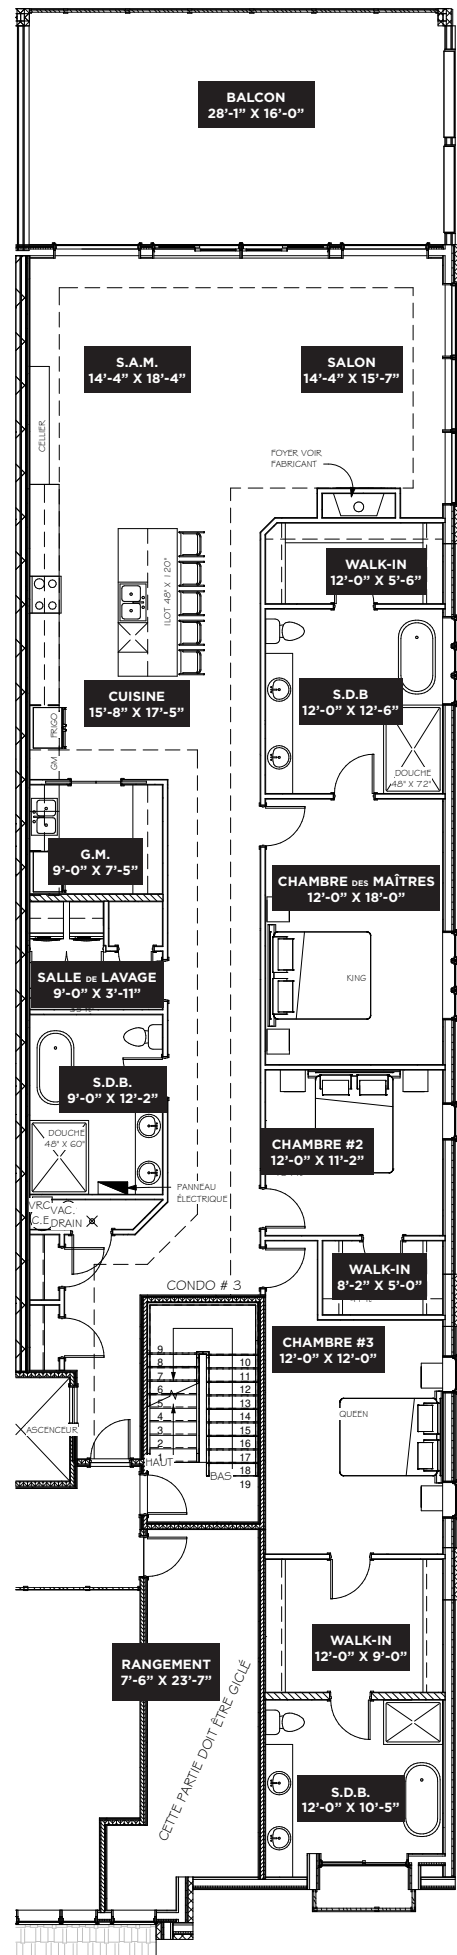 BALCON
28'-1" X 16'-0"
S.A.M.
14'-4" X 18'-4"
SALON
14'-4" X 15'-7"
CELLIER
FOYER VOIR
FABRICANT
WALK-IN
12'-0" X 5'-6"
ILOT 48" X 120"
S.D.B
12'-0" X 12'-6"
CUISINE
15'-8" X 17'-5"
FRIGO
GM
DOUCHE
48" X 72"
G.M.
9'-0" X 7'-5"
CHAMBRE DES MAÎTRES
12'-0" X 18'-0"
KING
SALLE DE LAVAGE
9'-0" X 3'-11"
S.D.B.
9'-0" X 12'-2"
DOUCHE
48" X 60"
CHAMBRE #2
12'-0" X 11'-2"
PANNEAU
ÉLECTRIQUE
VRC
C.E
VAC.
DRAIN
WALK-IN
8'-2" X 5'-0"
CONDO # 3
CHAMBRE #3
12'-0" X 12'-0"
9
8
7
6
5
4
3
2
1
10
11
12
13
14
15
16
17
18
19
HAUT
BAS
QUEEN
ASCENCEUR
WALK-IN
12'-0" X 9'-0"
RANGEMENT
7'-6" X 23'-7"
CETTE PARTIE DOIT ÊTRE GICLÉ
S.D.B.
12'-0" X 10'-5"